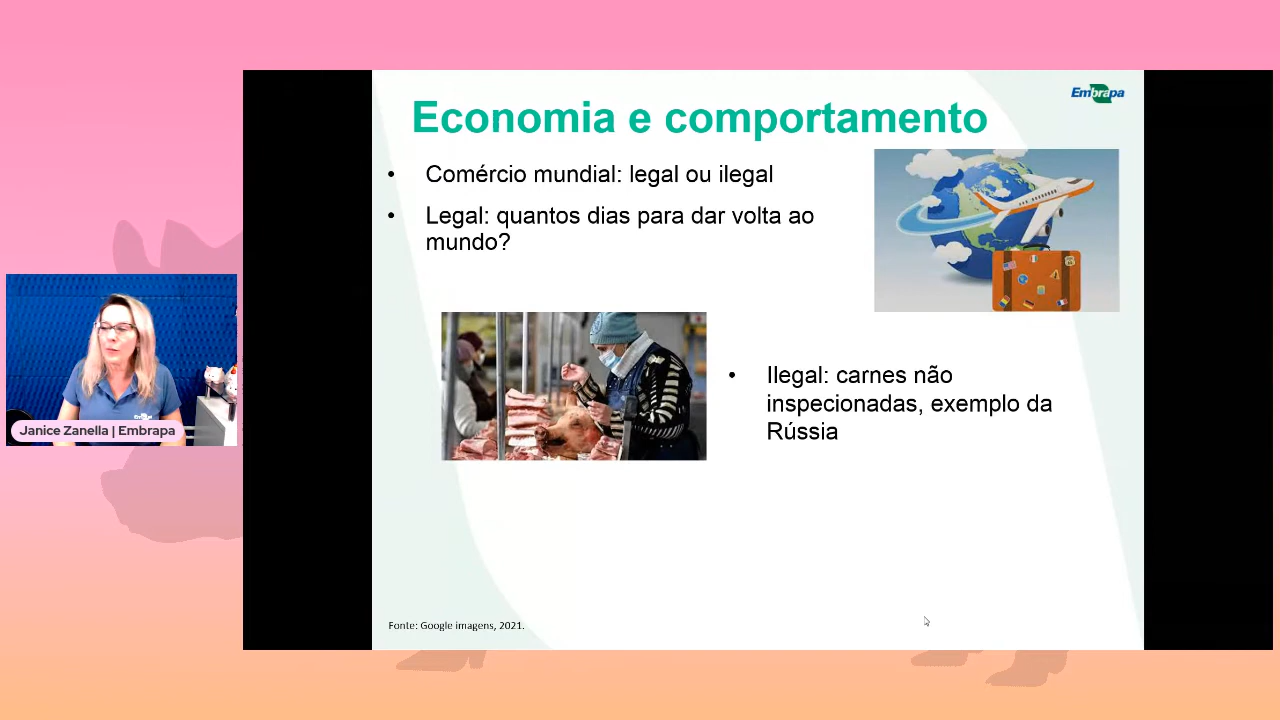 Embrapa
Economia e comportamento
• Comércio mundial: legal ou ilegal
• Legal: quantos dias para dar volta ao
mundo?
• Ilegal: carnes não
inspecionadas, exemplo da
Rússia
Janice Zanella | Embrapa
Fonte: Google imagens, 2021.